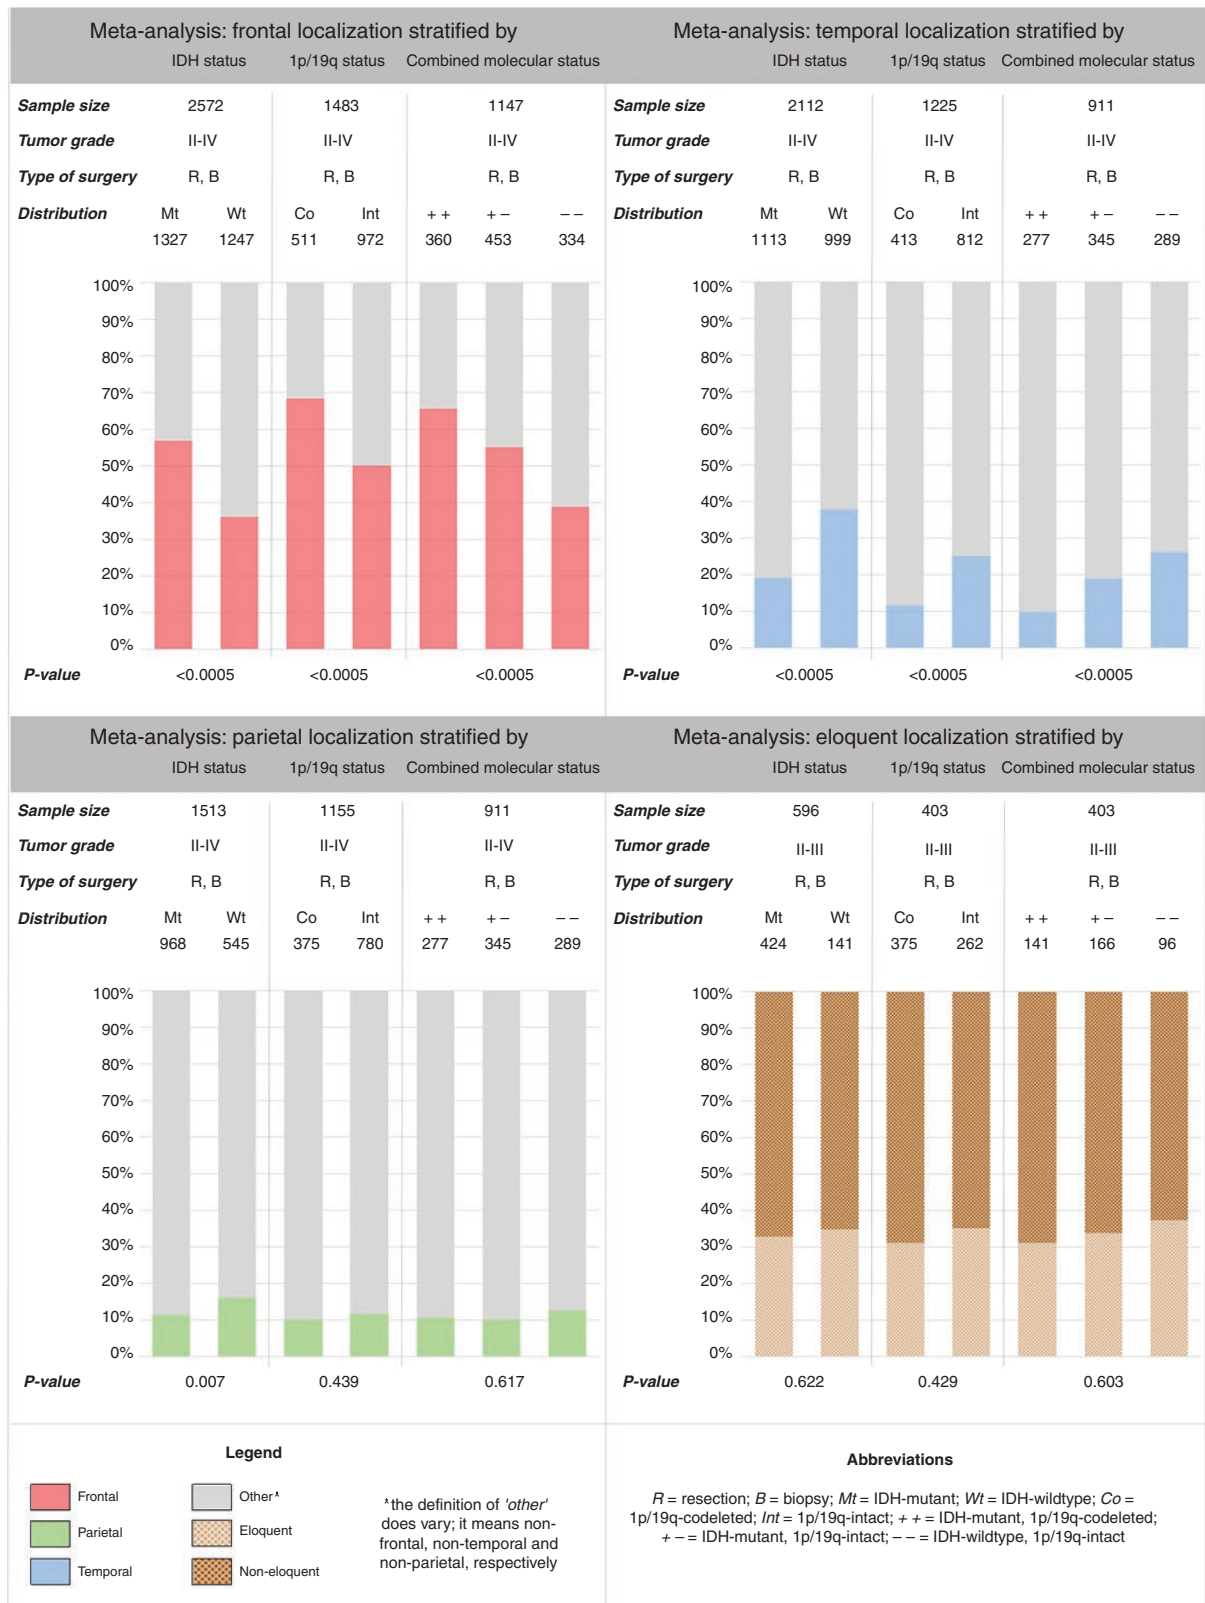 Meta-analysis: frontal localization stratified by
IDH status 1p/19q status Combined molecular status
Sample size 2572 1483 1147
Tumor grade II-IV II-IV II-IV
Type of surgery R, B R, B R, B
Distribution Mt Wt Co Int + + + − − −
1327 1247 511 972 360 453 334
100%
90%
80%
70%
60%
50%
40%
30%
20%
10%
0%
P-value <0.0005 <0.0005 <0.0005
Meta-analysis: temporal localization stratified by
IDH status 1p/19q status Combined molecular status
Sample size 2112 1225 911
Tumor grade II-IV II-IV II-IV
Type of surgery R, B R, B R, B
Distribution Mt Wt Co Int + + + − − −
1113 999 413 812 277 345 289
100%
90%
80%
70%
60%
50%
40%
30%
20%
10%
0%
P-value <0.0005 <0.0005 <0.0005
Meta-analysis: parietal localization stratified by
IDH status 1p/19q status Combined molecular status
Sample size 1513 1155 911
Tumor grade II-IV II-IV II-IV
Type of surgery R, B R, B R, B
Distribution Mt Wt Co Int + + + − − −
968 545 375 780 277 345 289
100%
90%
80%
70%
60%
50%
40%
30%
20%
10%
0%
P-value 0.007 0.439 0.617
Meta-analysis: eloquent localization stratified by
IDH status 1p/19q status Combined molecular status
Sample size 596 403 403
Tumor grade II-III II-III II-III
Type of surgery R, B R, B R, B
Distribution Mt Wt Co Int + + + − − −
424 141 375 262 141 166 96
100%
90%
80%
70%
60%
50%
40%
30%
20%
10%
0%
P-value 0.622 0.429 0.603
Legend
Frontal
Parietal
Temporal
Other*
Eloquent
Non-eloquent
*the definition of 'other'
does vary; it means non-
frontal, non-temporal and
non-parietal, respectively
Abbreviations
R = resection; B = biopsy; Mt = IDH-mutant; Wt = IDH-wildtype; Co =
1p/19q-codeleted; Int = 1p/19q-intact; + + = IDH-mutant, 1p/19q-codeleted;
+ − = IDH-mutant, 1p/19q-intact; − − = IDH-wildtype, 1p/19q-intact